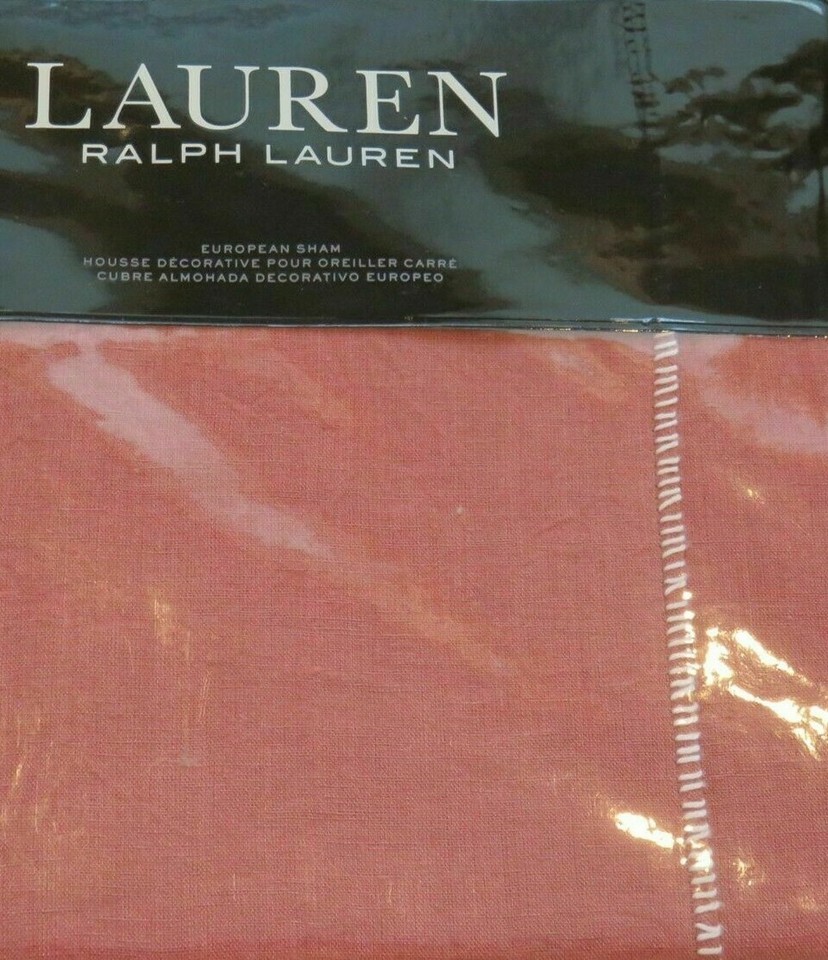 LAUREN
RALPH LAUREN
EUROPEAN SHAM
HOUSSE DÉCORATIVE POUR OREILLER CARRÉ
CUBRE ALMOHADA DECORATIVO EUROPEO